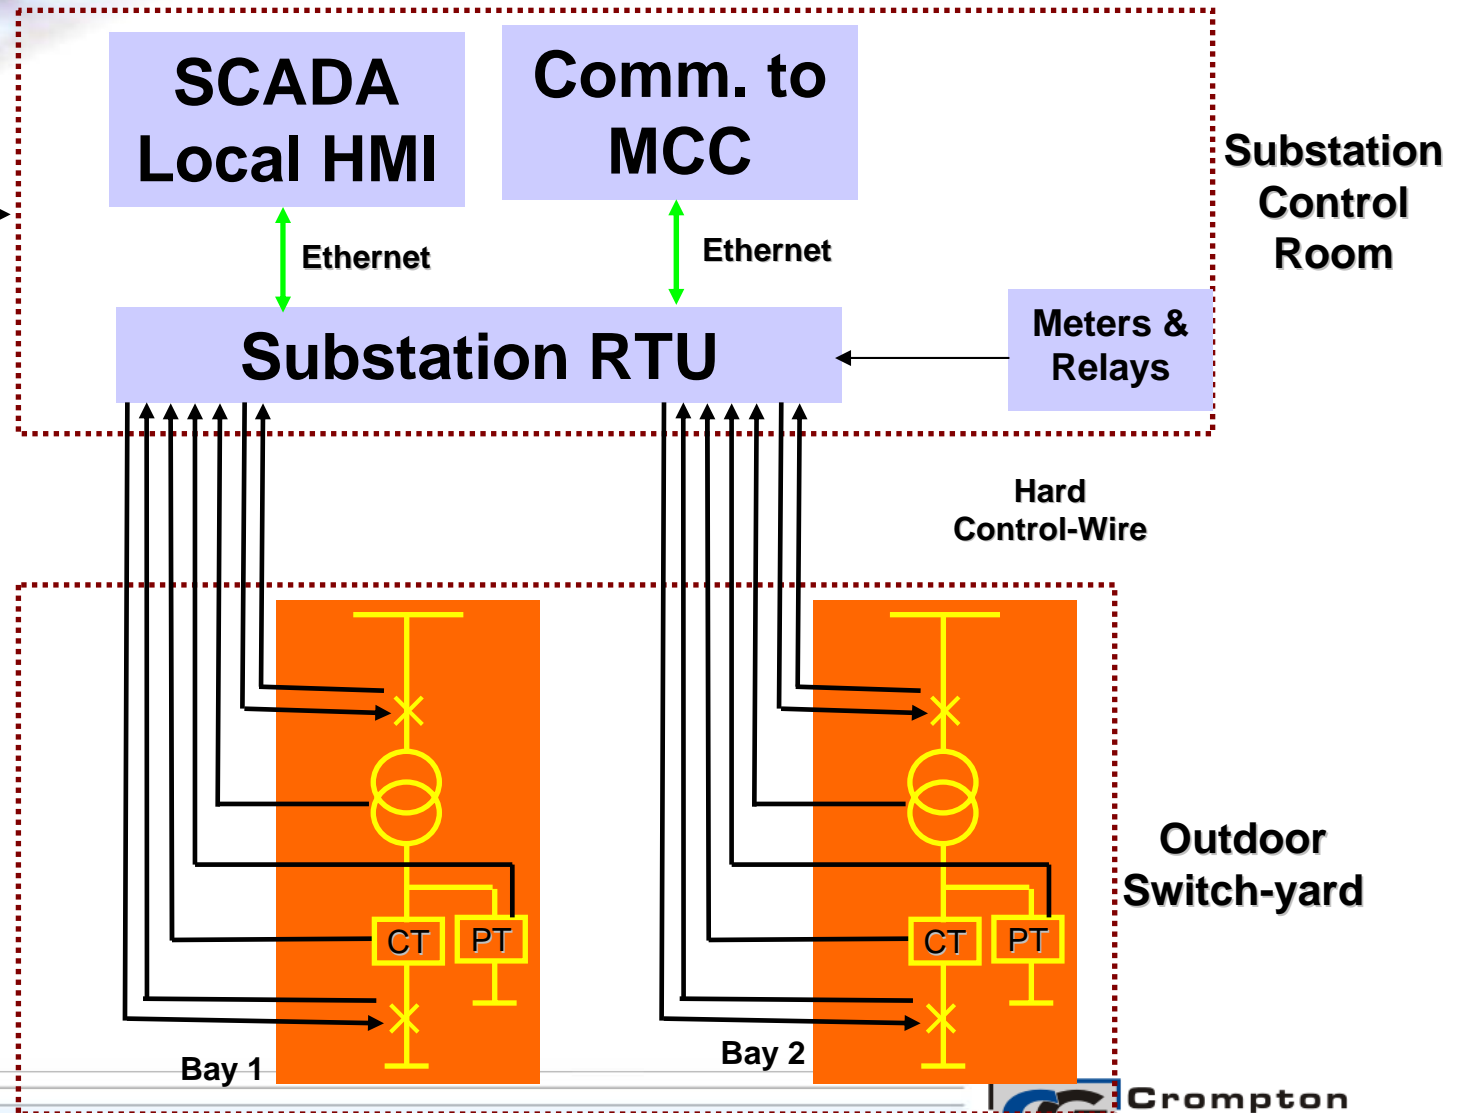 SCADA
Local HMI
Comm. to
MCC
Substation
Control
Room
Ethernet
Ethernet
Substation RTU
Meters &
Relays
Hard
Control-Wire
Outdoor
Switch-yard
CT
PT
CT
PT
Bay 1
Bay 2
Crompton